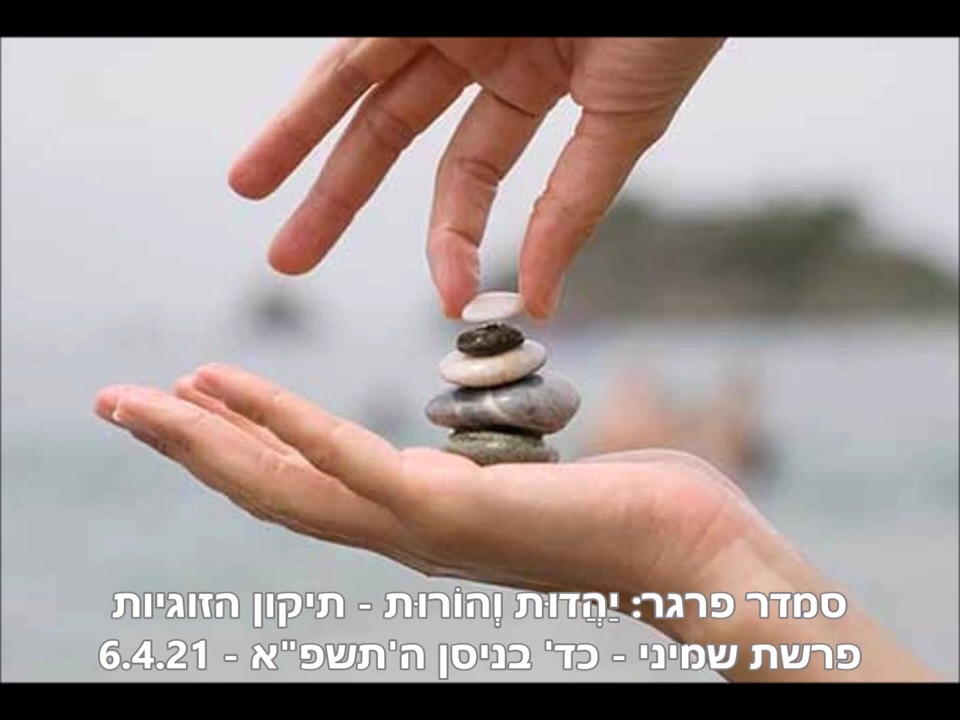 סמדר פרגר: יַהֲדוּת וְהוֹרוּת - תיקון הזוגיות
פרשת שמיני - כד' בניסן ה'תשפ"א - 6.4.21